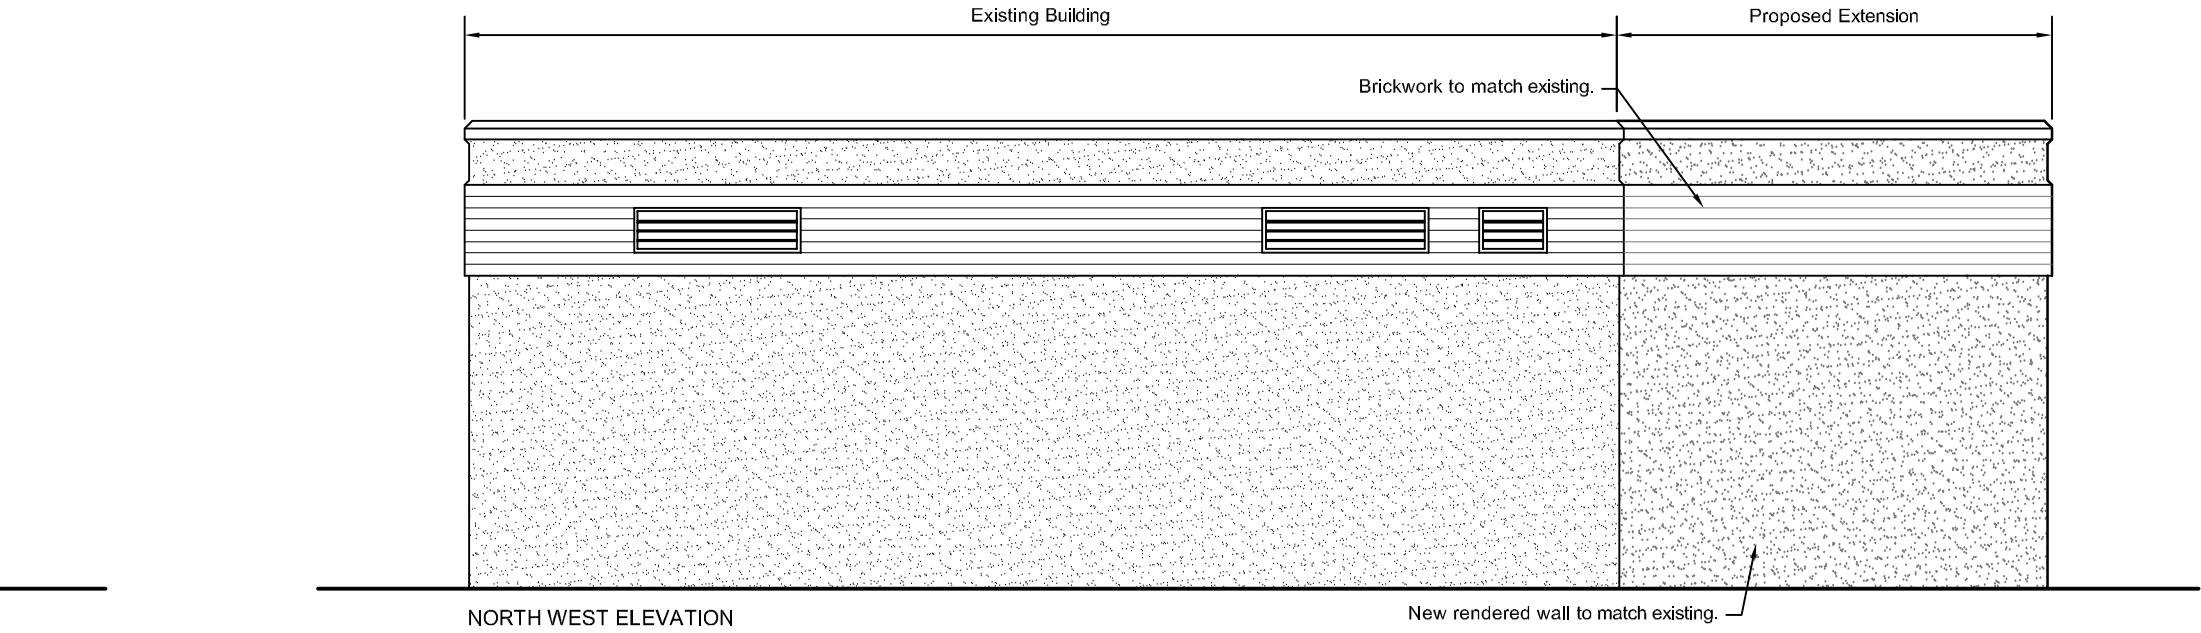 Existing Building
Proposed Extension
Brickwork to match existing.
New rendered wall to match existing.
NORTH WEST ELEVATION